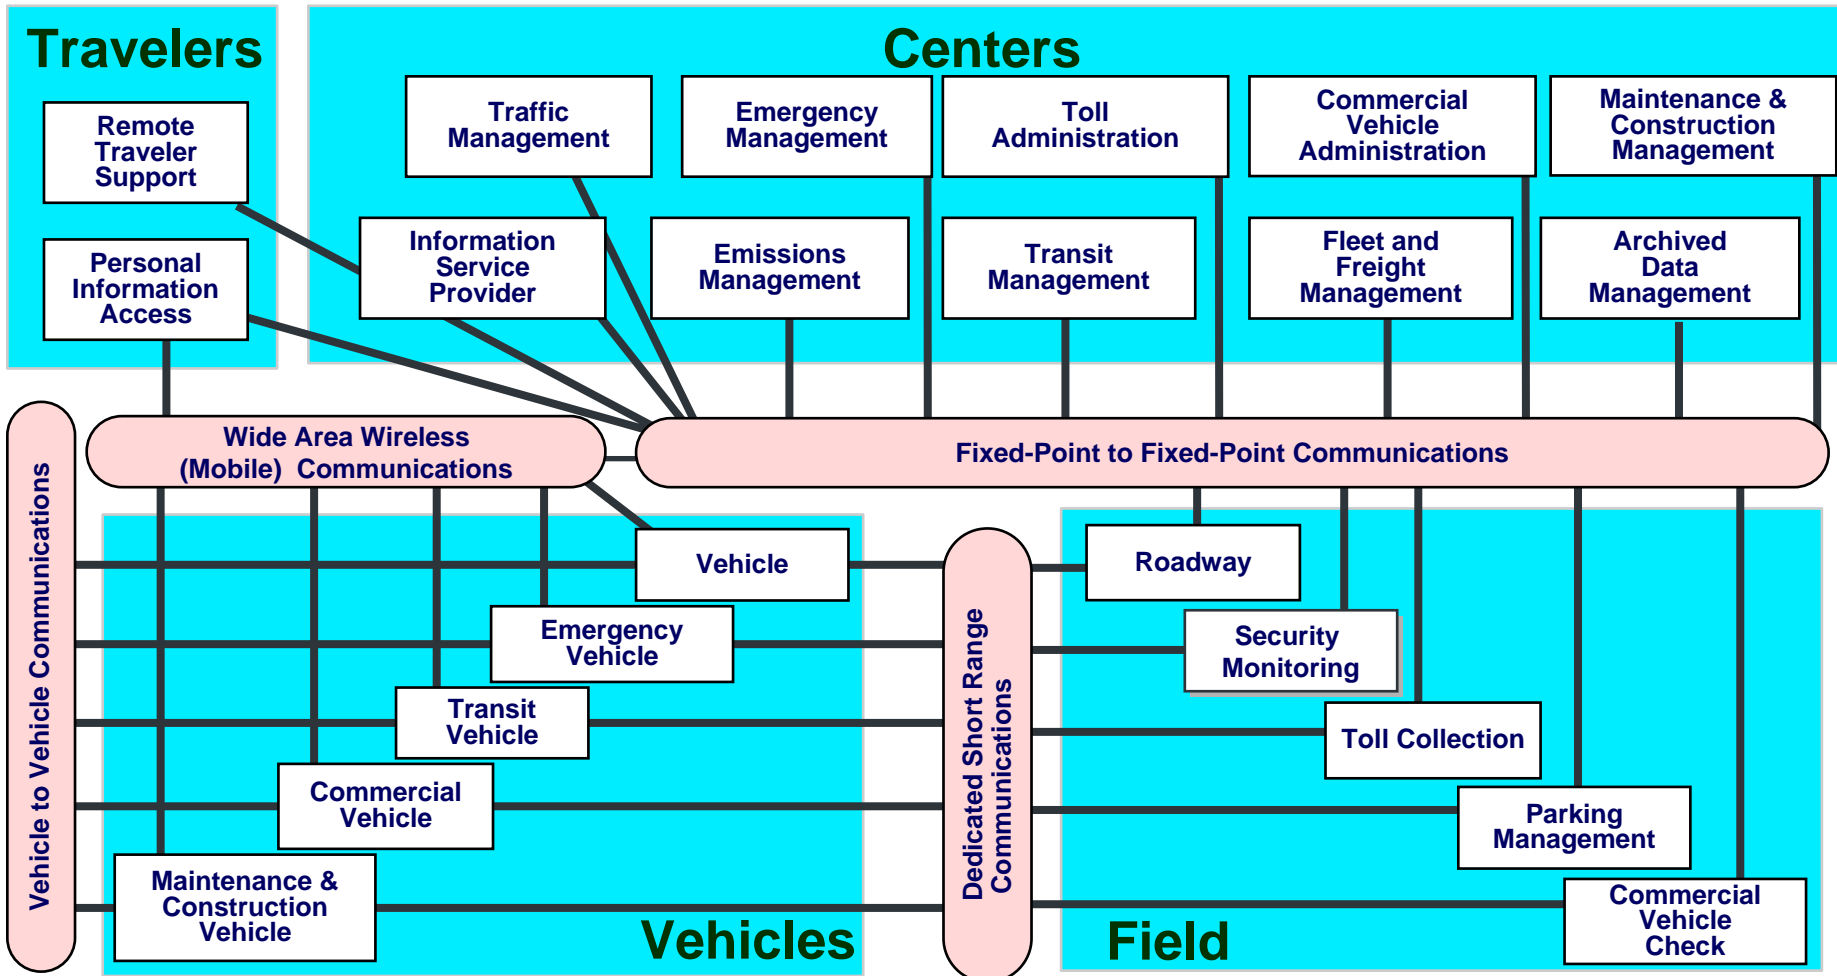 Travelers
Remote
Traveler
Support
Personal
Information
Access
Centers
Traffic
Management
Emergency
Management
Toll
Administration
Commercial
Vehicle
Administration
Maintenance &
Construction
Management
Information
Service
Provider
Emissions
Management
Transit
Management
Fleet and
Freight
Management
Archived
Data
Management
Wide Area Wireless
(Mobile)  Communications
Fixed-Point to Fixed-Point Communications
Vehicle to Vehicle Communications
Vehicle
Emergency
Vehicle
Transit
Vehicle
Commercial
Vehicle
Maintenance &
Construction
Vehicle
Vehicles
Dedicated Short Range
Communications
Roadway
Security
Monitoring
Toll Collection
Parking
Management
Commercial
Vehicle
Check
Field